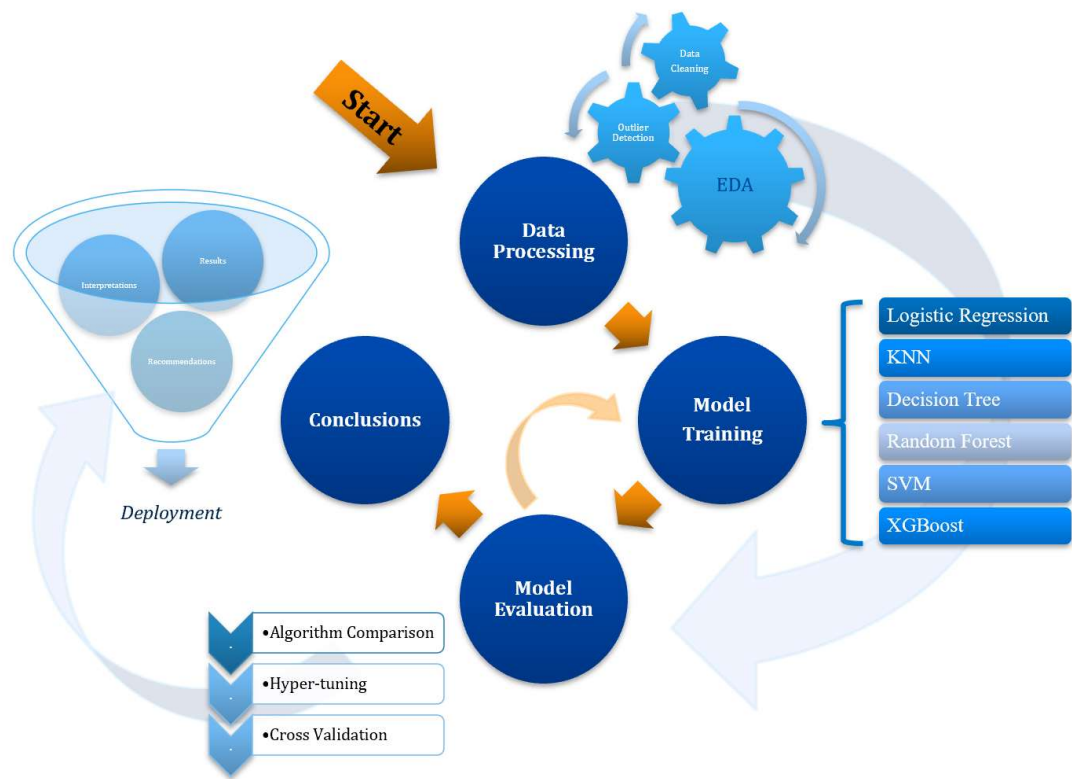 Start
Data
Cleaning
Outlier
Detection
EDA
Data
Processing
Interpretations
Results
Recommendations
Deployment
Conclusions
Model
Training
Logistic Regression
KNN
Decision Tree
Random Forest
SVM
XGBoost
Model
Evaluation
•Algorithm Comparison
•Hyper-tuning
•Cross Validation